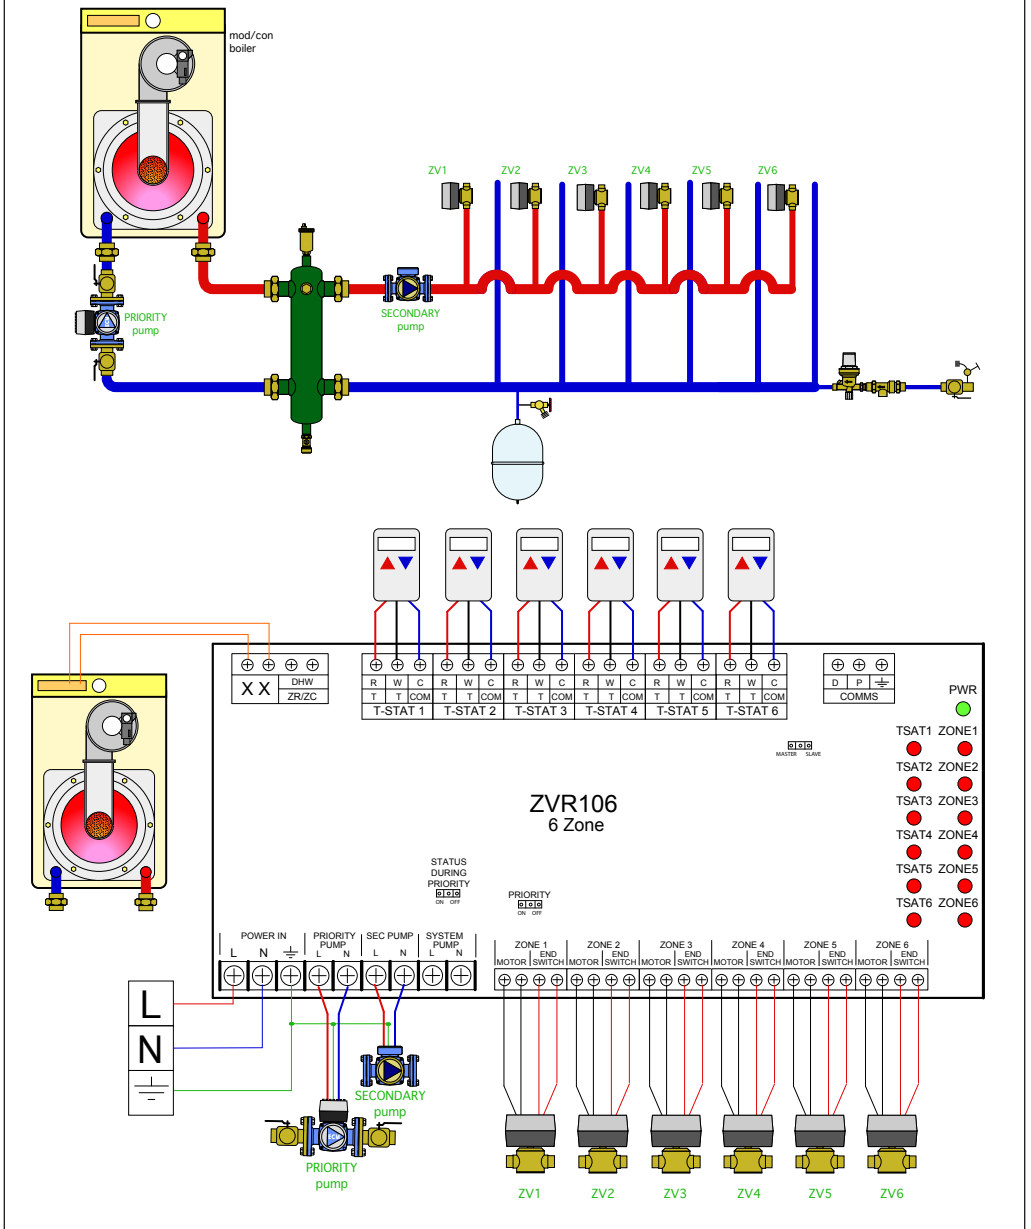 mod/con
boiler
ZV1 ZV2 ZV3 ZV4 ZV5 ZV6
PRIORITY
pump
SECONDARY
pump
R W C R W C R W C R W C R W C R W C
T T COM T T COM T T COM T T COM T T COM T T COM
T-STAT 1 T-STAT 2 T-STAT 3 T-STAT 4 T-STAT 5 T-STAT 6
X X
DHW
ZR/ZC
D P
COMMS
PWR
MASTER SLAVE
TSAT1 ZONE1
TSAT2 ZONE2
TSAT3 ZONE3
TSAT4 ZONE4
TSAT5 ZONE5
TSAT6 ZONE6
ZVR106
6 Zone
STATUS
DURING
PRIORITY
ON OFF
PRIORITY
ON OFF
POWER IN
L N
PRIORITY
PUMP
L N
SEC PUMP
L N
SYSTEM
PUMP
L N
ZONE 1 ZONE 2 ZONE 3 ZONE 4 ZONE 5 ZONE 6
MOTOR END SWITCH MOTOR END SWITCH MOTOR END SWITCH MOTOR END SWITCH MOTOR END SWITCH MOTOR END SWITCH
L
N
SECONDARY
pump
ECM
PRIORITY
pump
ZV1 ZV2 ZV3 ZV4 ZV5 ZV6